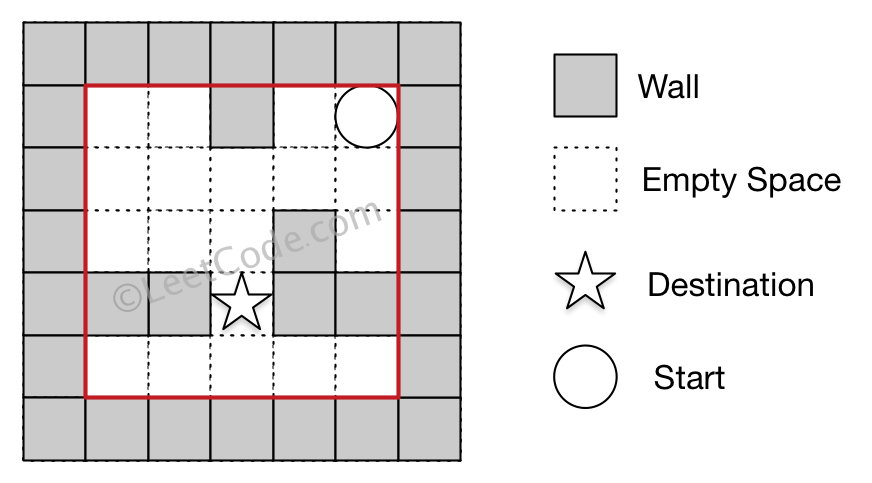 Wall
Empty Space
©LeetCode.com
Destination
Start